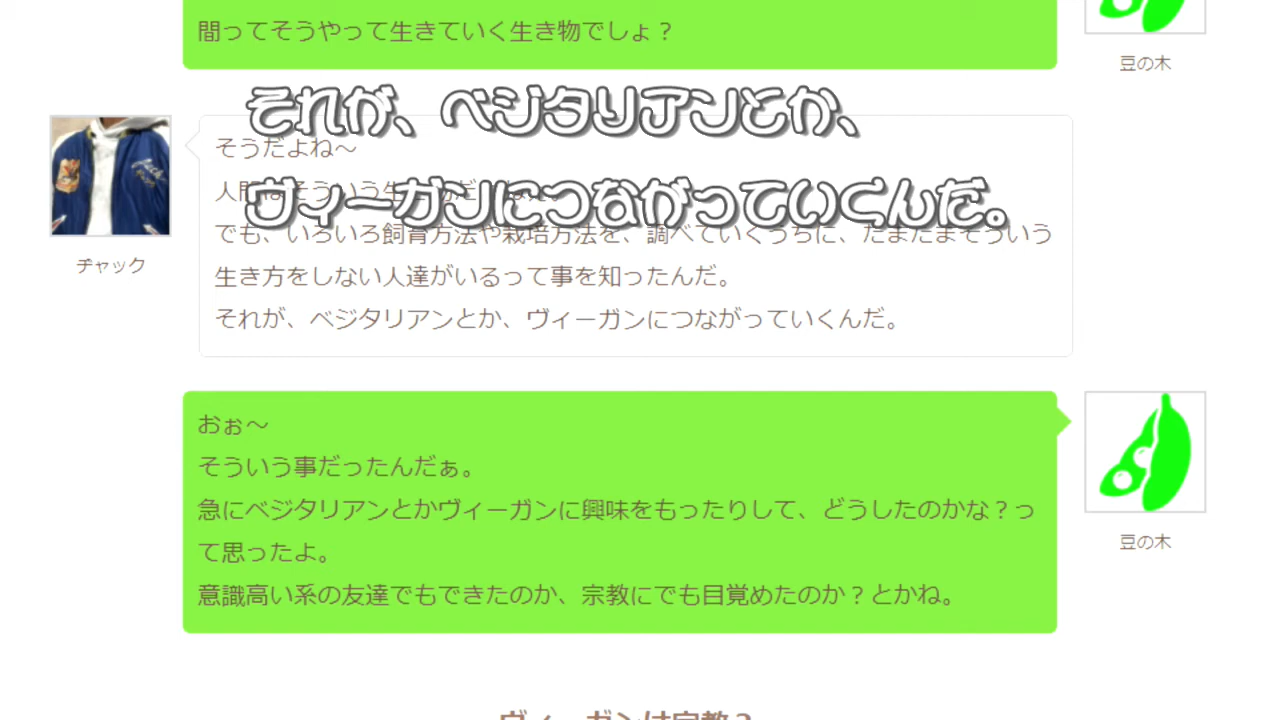 間ってそうやって生きていく生き物でしょ？
豆の木
それが、ベジタリアンとか、
そうだよね〜
ヴィーガンにつながっていくんだ。
でも、いろいろ飼育方法や栽培方法を、調べていくうちに、たまたまそういう
生き方をしない人達がいるって事を知ったんだ。
それが、ベジタリアンとか、ヴィーガンにつながっていくんだ。
チャック
おぉ〜
そういう事だったんだぁ。
急にベジタリアンとかヴィーガンに興味をもったりして、どうしたのかな？っ
て思ったよ。
意識高い系の友達でもできたのか、宗教にでも目覚めたのか？とかね。
豆の木
ヴィーガンは宗教？